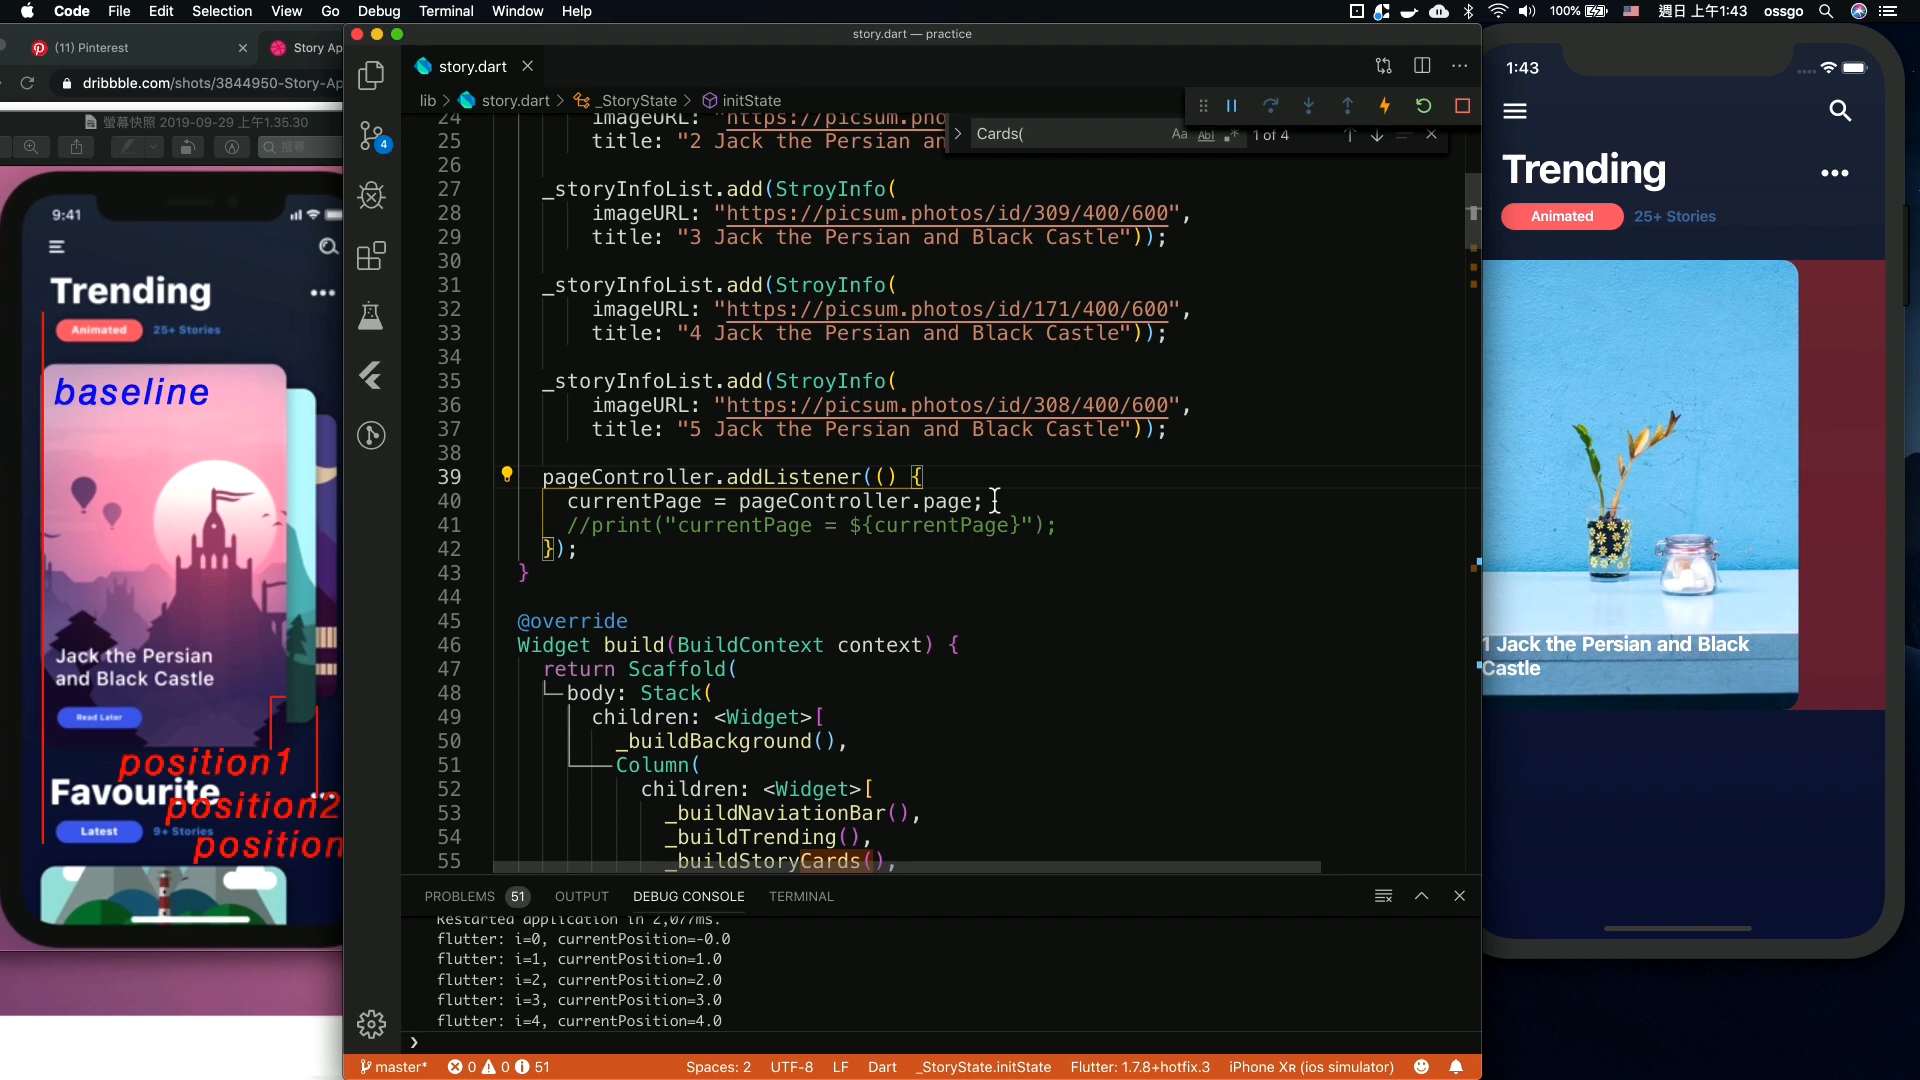 Code File Edit Selection View Go Debug Terminal Window Help
100% 週日 上午1:43 ossgo
(11) Pinterest
Story Ap
dribbble.com/shots/3844950-Story-Ap
螢幕快照 2019-09-29 上午1.35.30
搜尋
9:41
Trending
Animated 25+ Stories
baseline
Jack the Persian
and Black Castle
Read Later
position1
Favourite
position2
Latest 9+ Stories
position
story.dart — practice
story.dart
lib > story.dart > _StoryState > initState
Cards(
Aa Abl 1 of 4
4
24 imageURL: "https://picsum.pho
25 title: "2 Jack the Persian an
26
27 _storyInfoList.add(StroyInfo(
28 imageURL: "https://picsum.photos/id/309/400/600",
29 title: "3 Jack the Persian and Black Castle"));
30
31 _storyInfoList.add(StroyInfo(
32 imageURL: "https://picsum.photos/id/171/400/600",
33 title: "4 Jack the Persian and Black Castle"));
34
35 _storyInfoList.add(StroyInfo(
36 imageURL: "https://picsum.photos/id/308/400/600",
37 title: "5 Jack the Persian and Black Castle"));
38
39 pageController.addListener(() {
40 currentPage = pageController.page;
41 //print("currentPage = ${currentPage}");
42 });
43 }
44
45 @override
46 Widget build(BuildContext context) {
47 return Scaffold(
48 body: Stack(
49 children: <Widget>[
50 _buildBackground(),
51 Column(
52 children: <Widget>[
53 _buildNaviationBar(),
54 _buildTrending(),
55 _buildStoryCards(),
PROBLEMS 51 OUTPUT DEBUG CONSOLE TERMINAL
Restarted application in 2,077ms.
flutter: i=0, currentPosition=-0.0
flutter: i=1, currentPosition=1.0
flutter: i=2, currentPosition=2.0
flutter: i=3, currentPosition=3.0
flutter: i=4, currentPosition=4.0
master* 0 0 51 Spaces: 2 UTF-8 LF Dart _StoryState.initState Flutter: 1.7.8+hotfix.3 iPhone XR (ios simulator)
1:43
Trending
Animated 25+ Stories
1 Jack the Persian and Black
Castle